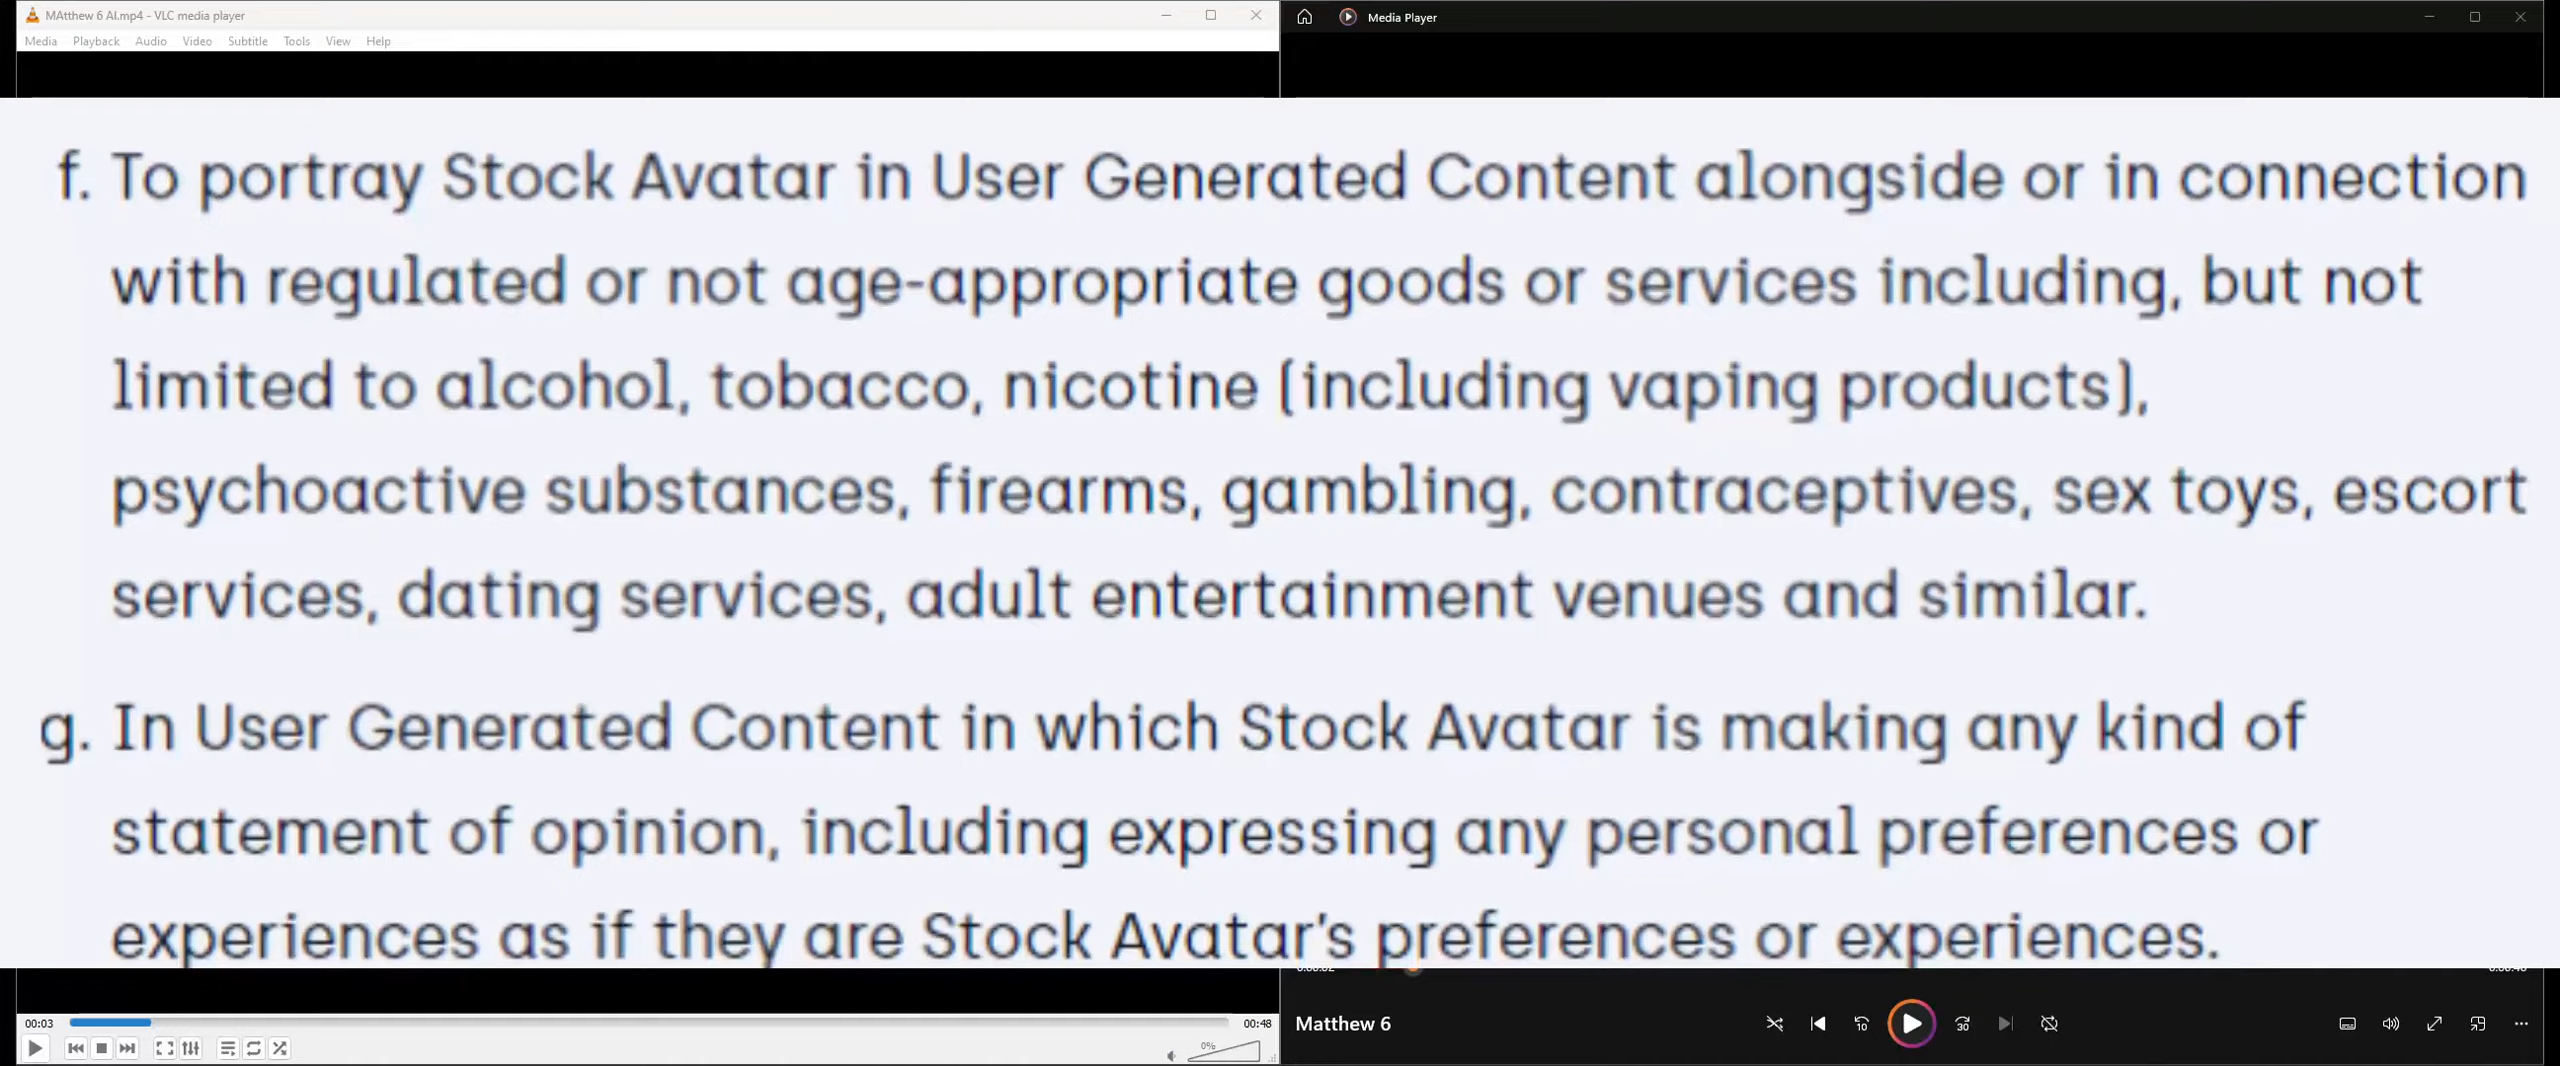 MAtthew 6 AI.mp4 - VLC media player
Media Playback Audio Video Subtitle Tools View Help
Media Player
f. To portray Stock Avatar in User Generated Content alongside or in connection
with regulated or not age-appropriate goods or services including, but not
limited to alcohol, tobacco, nicotine (including vaping products),
psychoactive substances, firearms, gambling, contraceptives, sex toys, escort
services, dating services, adult entertainment venues and similar.
g. In User Generated Content in which Stock Avatar is making any kind of
statement of opinion, including expressing any personal preferences or
experiences as if they are Stock Avatar's preferences or experiences.
00:03 00:48
0%
Matthew 6
10
30